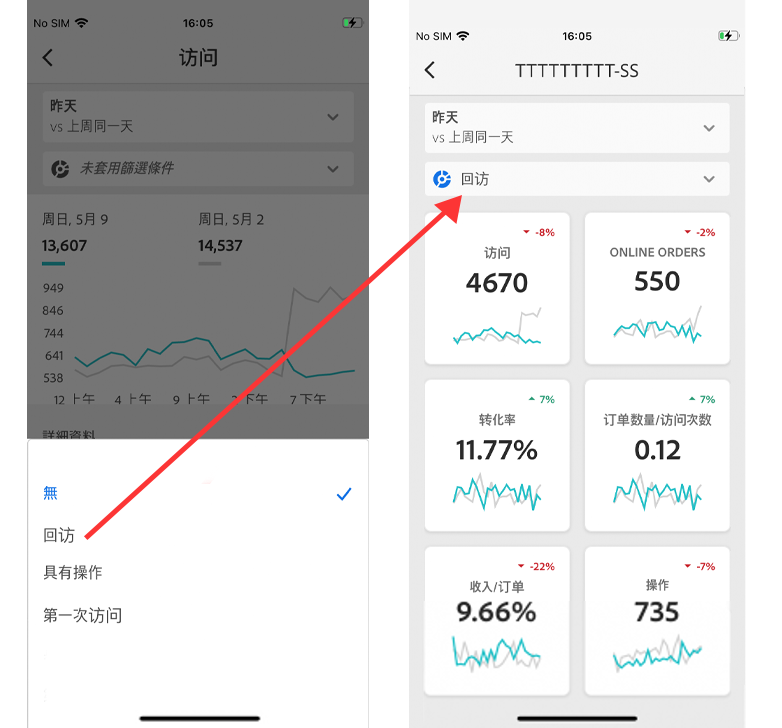 No SIM 16:05
访问
昨天
vs 上周同一天
未套用篩選條件
周日, 5月 9
周日, 5月 2
13,607
14,537
949
846
744
641
538
12 上午 4 上午 9 上午 下午 7 下午
詳細資料
無
回访
具有操作
第一次访问
No SIM 16:05
TTTTTTTTT-SS
昨天
vs 上周同一天
回访
-8%
访问
4670
-2%
ONLINE ORDERS
550
7%
转化率
11.77%
7%
订单数量/访问次数
0.12
-22%
收入/订单
9.66%
-7%
操作
735